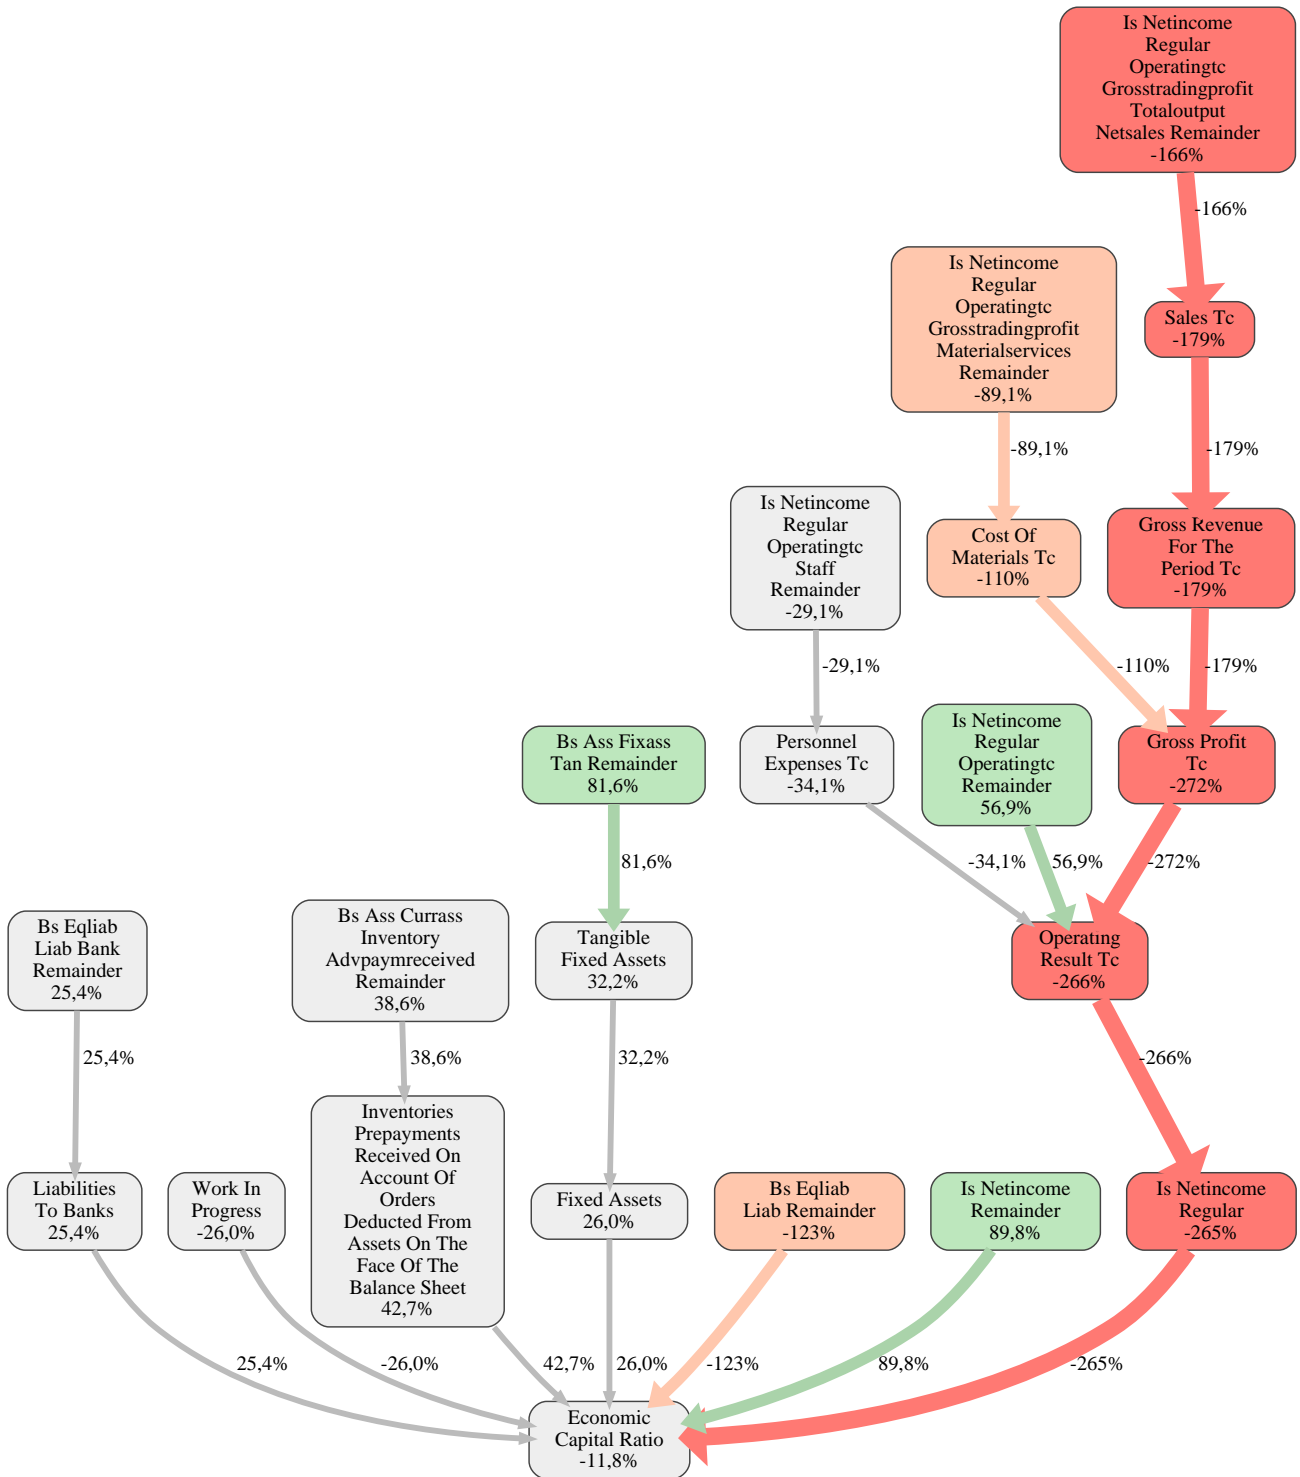 Is Netincome
Regular
Operatingtc
Grosstradingprofit
Totaloutput
Netsales Remainder
-166%
-166%
Is Netincome
Regular
Operatingtc
Grosstradingprofit
Materialservices
Remainder
-89,1%
Sales Tc
-179%
-89,1%
-179%
Is Netincome
Regular
Operatingtc
Staff
Remainder
-29,1%
Cost Of
Materials Tc
-110%
Gross Revenue
For The
Period Tc
-179%
-29,1%
-110%
-179%
Bs Ass Fixass
Tan Remainder
81,6%
Personnel
Expenses Tc
-34,1%
Is Netincome
Regular
Operatingtc
Remainder
56,9%
Gross Profit
Tc
-272%
81,6%
-34,1%
56,9%
-272%
Bs Eqliab
Liab Bank
Remainder
25,4%
Bs Ass Currass
Inventory
Advpaymreceived
Remainder
38,6%
Tangible
Fixed Assets
32,2%
Operating
Result Tc
-266%
25,4%
38,6%
32,2%
-266%
Liabilities
To Banks
25,4%
Work In
Progress
-26,0%
Inventories
Prepayments
Received On
Account Of
Orders
Deducted From
Assets On The
Face Of The
Balance Sheet
42,7%
Fixed Assets
26,0%
Bs Eqliab
Liab Remainder
-123%
Is Netincome
Remainder
89,8%
Is Netincome
Regular
-265%
25,4%
-26,0%
42,7%
26,0%
-123%
89,8%
-265%
Economic
Capital Ratio
-11,8%